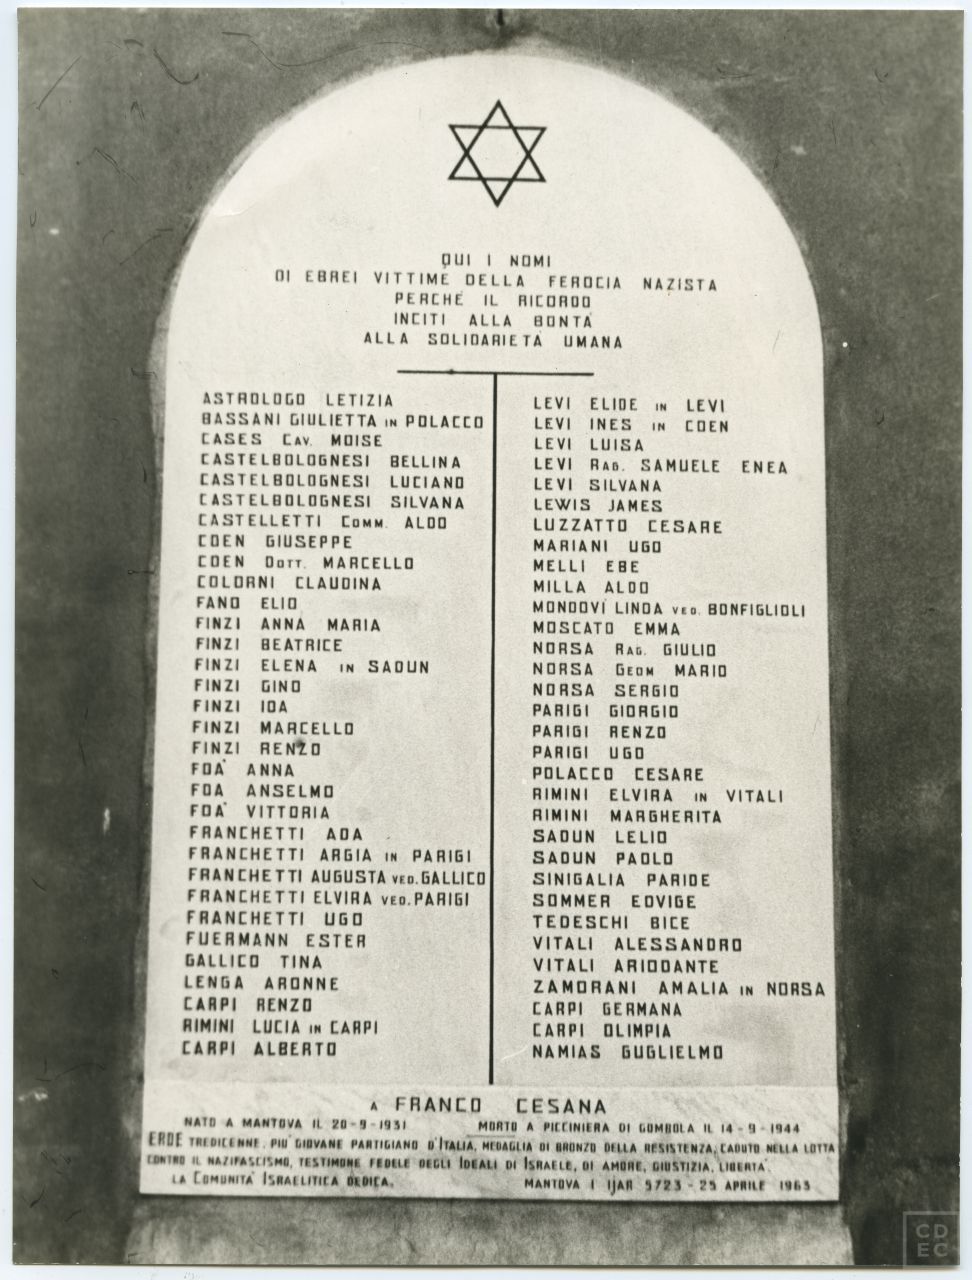 QUI I NOMI
DI EBREI VITTIME DELLA FEROCIA NAZISTA
PERCHÈ IL RICORDO
INCITI ALLA BONTÀ
ALLA SOLIDARIETÀ UMANA
ASTROLOGO LETIZIA
BASSANI GIULIETTA IN POLACCO
CASES CAV. MOISE
CASTELBOLOGNESI BELLINA
CASTELBOLOGNESI LUCIANO
CASTELBOLOGNESI SILVANA
CASTELLETTI COMM. ALDO
COEN GIUSEPPE
COEN DOTT. MARCELLO
COLORNI CLAUDINA
FANO ELIO
FINZI ANNA MARIA
FINZI BEATRICE
FINZI ELENA IN SADUN
FINZI GINO
FINZI IDA
FINZI MARCELLO
FINZI RENZO
FOA' ANNA
FOA ANSELMO
FOA' VITTORIA
FRANCHETTI ADA
FRANCHETTI ARGIA IN PARIGI
FRANCHETTI AUGUSTA VED. GALLICO
FRANCHETTI ELVIRA VED. PARIGI
FRANCHETTI UGO
FUERMANN ESTER
GALLICO TINA
LENGA ARONNE
CARPI RENZO
RIMINI LUCIA IN CARPI
CARPI ALBERTO
LEVI ELIDE IN LEVI
LEVI INES IN COEN
LEVI LUISA
LEVI RAG. SAMUELE ENEA
LEVI SILVANA
LEWIS JAMES
LUZZATTO CESARE
MARIANI UGO
MELLI EBE
MILLA ALDO
MONDOVÌ LINDA VED. BONFIGLIOLI
MOSCATO EMMA
NORSA RAG. GIULIO
NORSA GEOM MARIO
NORSA SERGIO
PARIGI GIORGIO
PARIGI RENZO
PARIGI UGO
POLACCO CESARE
RIMINI ELVIRA IN VITALI
RIMINI MARGHERITA
SADUN LELIO
SADUN PAOLO
SINIGALIA PARIDE
SOMMER EDVIGE
TEDESCHI BICE
VITALI ALESSANDRO
VITALI ARIODANTE
ZAMORANI AMALIA IN NORSA
CARPI GERMANA
CARPI OLIMPIA
NAMIAS GUGLIELMO
A FRANCO CESANA
NATO A MANTOVA IL 20-9-1931 MORTO A PICCINIERA DI GOMBOLA IL 14-9-1944
EROE TREDICENNE, PIU' GIOVANE PARTIGIANO D'ITALIA, MEDAGLIA DI BRONZO DELLA RESISTENZA, CADUTO NELLA LOTTA
CONTRO IL NAZIFASCISMO, TESTIMONE FEDELE DEGLI IDEALI DI ISRAELE, DI AMORE, GIUSTIZIA, LIBERTA'.
LA COMUNITÀ ISRAELITICA DEDICA. MANTOVA I IJAR 5723 - 25 APRILE 1963
CD
EC